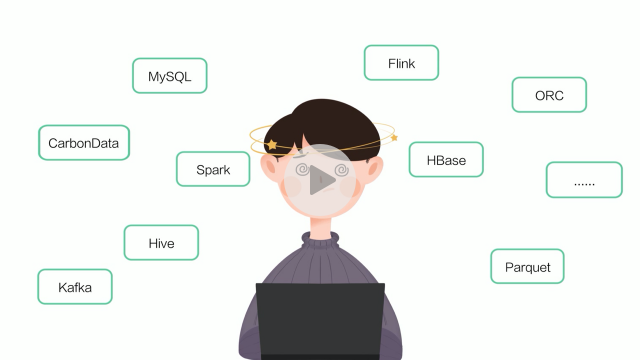 MySQL
Flink
ORC
CarbonData
Spark
HBase
......
Hive
Parquet
Kafka